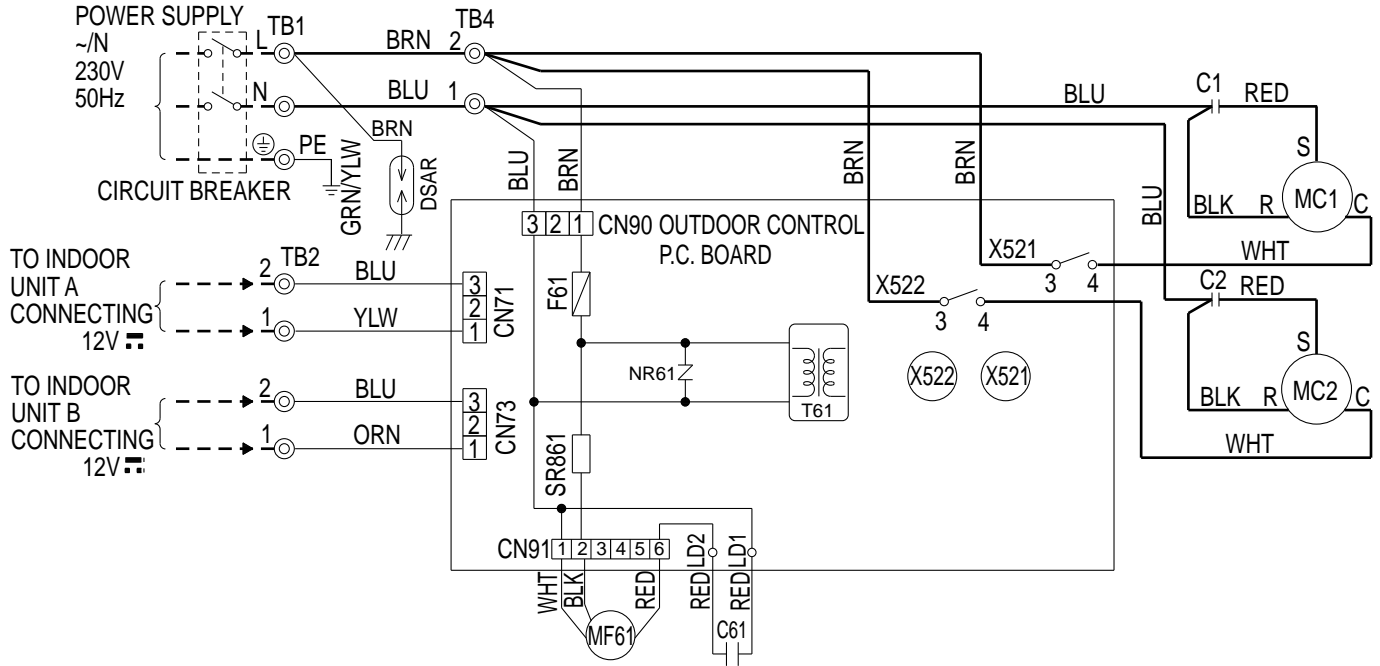 POWER SUPPLY
~/N
230V
50Hz
L
TB1
BRN
2
TB4
N
BLU
1
PE
BRN
GRN/YLW
DSAR
CIRCUIT BREAKER
BLU
BRN
BRN
BRN
BLU
BLU
C1
RED
S
MC1
BLK
R
C
WHT
C2
RED
S
MC2
BLK
R
C
WHT
3 2 1
CN90 OUTDOOR CONTROL
P.C. BOARD
X521
3 4
X522
3 4
X522
X521
TO INDOOR
UNIT A
CONNECTING
12V
2
TB2
BLU
1
YLW
3
2
1
CN71
F61
NR61
T61
TO INDOOR
UNIT B
CONNECTING
12V
2
BLU
1
ORN
3
2
1
CN73
SR861
CN91
1 2 3 4 5 6
LD2
LD1
WHT
BLK
RED
RED
RED
MF61
C61